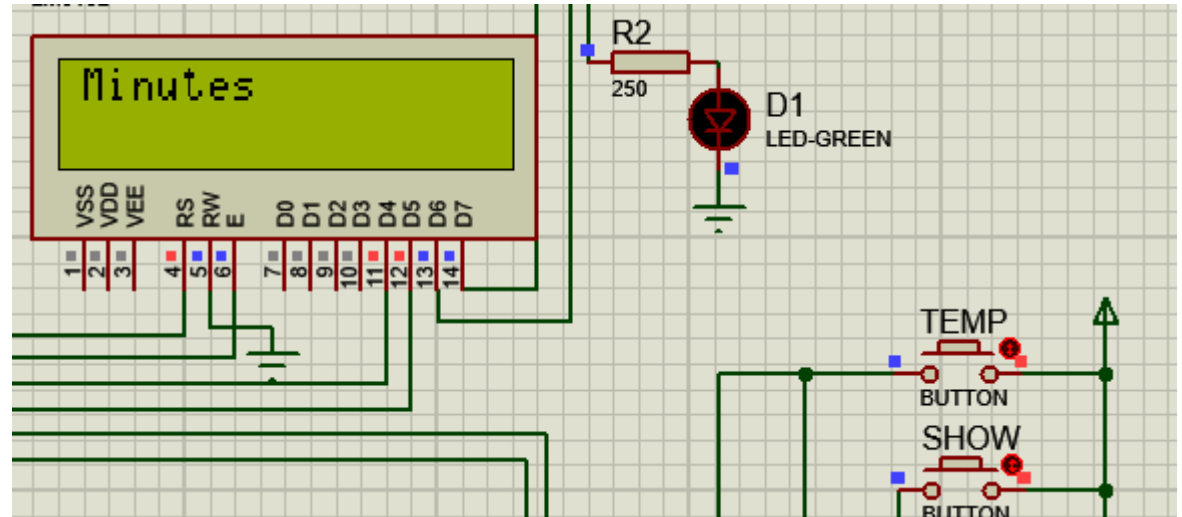 Minutes
VSS
VDD
VEE
RS
RW
E
D0
D1
D2
D3
D4
D5
D6
D7
1
2
3
4
5
6
7
8
9
10
11
12
13
14
R2
250
D1
LED-GREEN
TEMP
BUTTON
SHOW
BUTTON